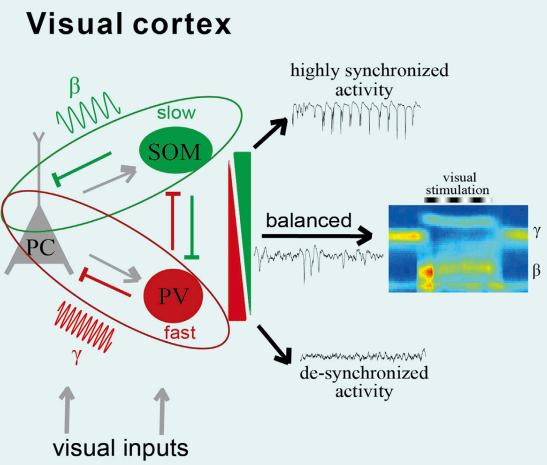 Visual cortex
β
slow
SOM
PC
PV
fast
γ
visual inputs
highly synchronized
activity
balanced
visual
stimulation
γ
β
de-synchronized
activity